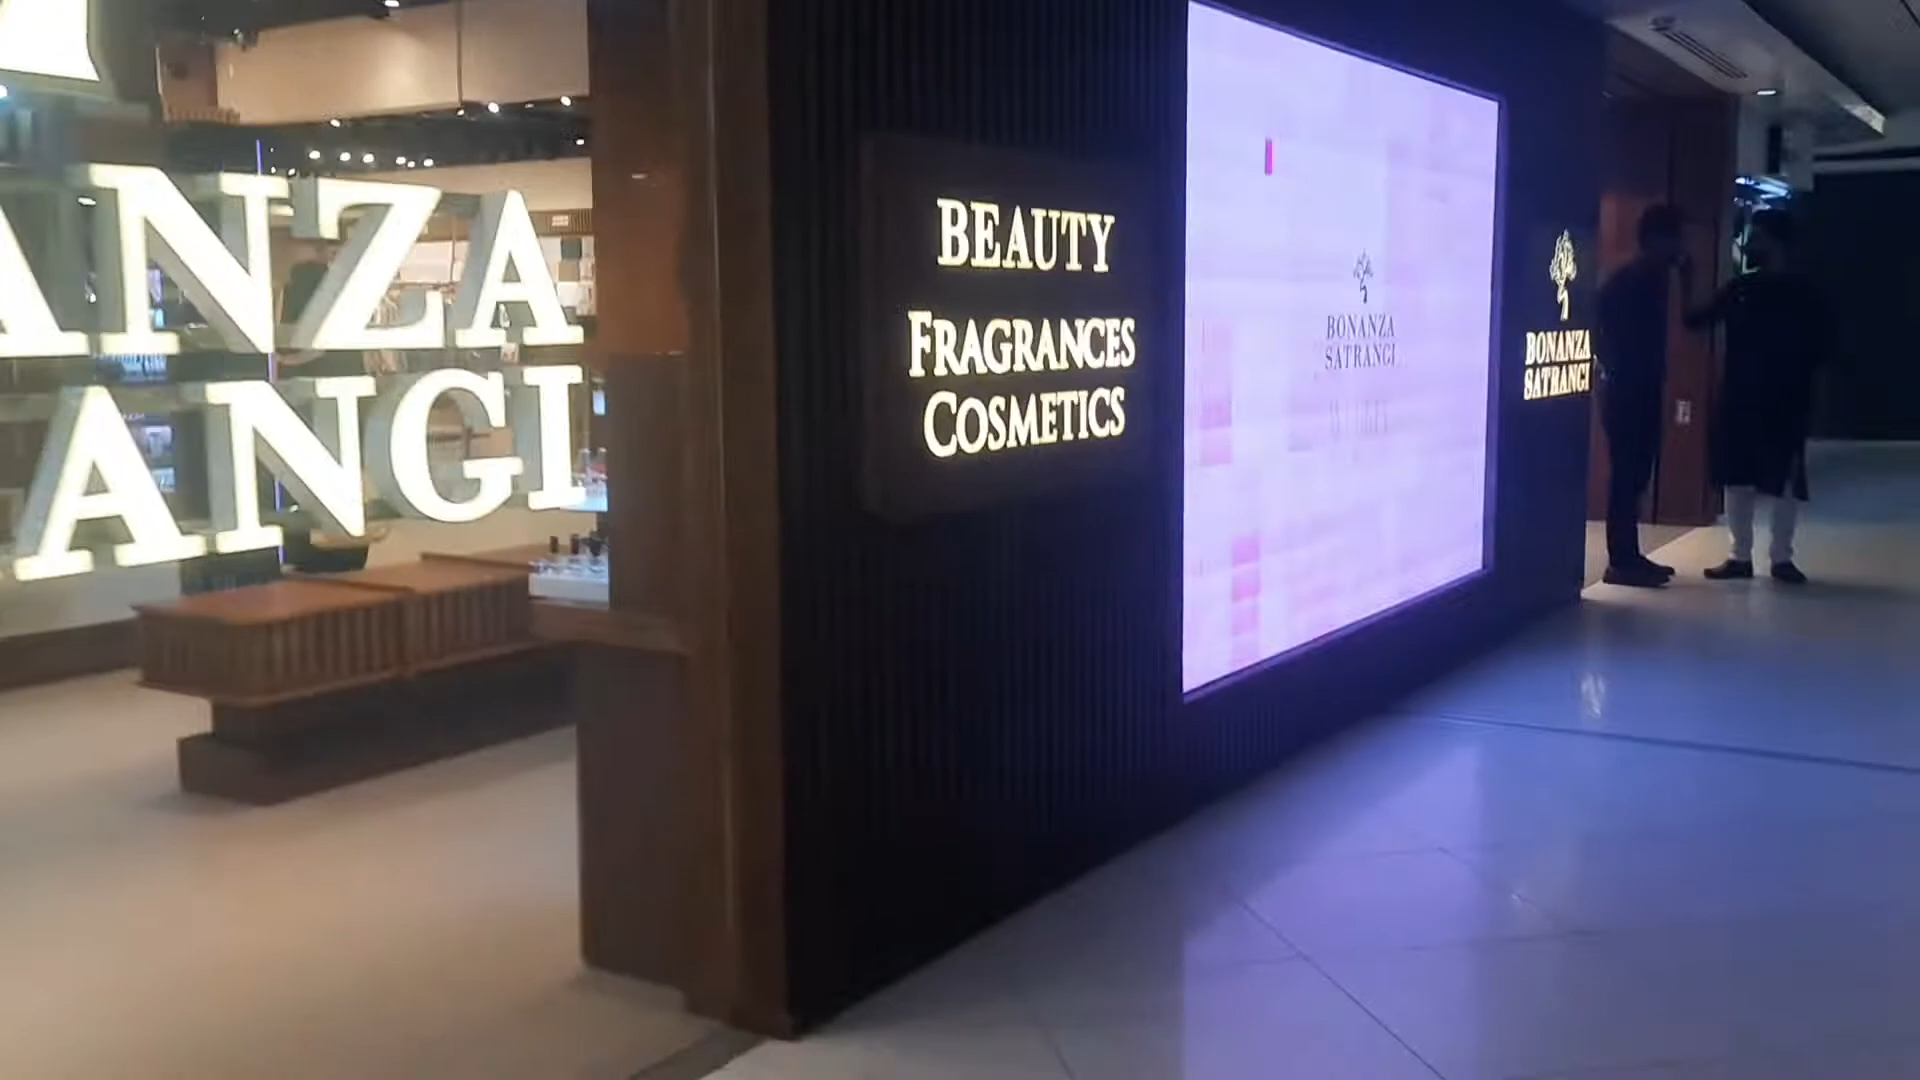 ANZA
ANGI
BEAUTY
FRAGRANCES
COSMETICS
BONANZA
SATRANGI
BONANZA
SATRANGI